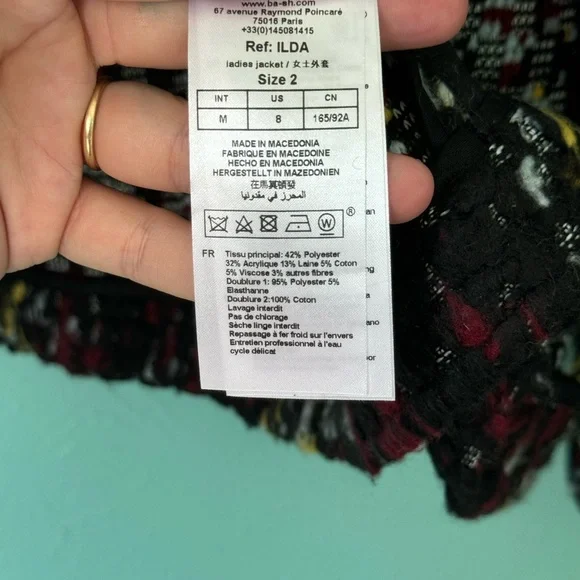 www.ba-sh.com
67 avenue Raymond Poincaré
75016 Paris
+33(0)145081415
Ref: ILDA
ladies jacket / 女士外套
Size 2
INT US CN
M 8 165/92A
MADE IN MACEDONIA
FABRIQUE EN MACEDOINE
HECHO EN MACEDONIA
HERGESTELLT IN MAZEDONIEN
在馬其頓發
في مقدونيا
W ®
FR Tissu principal: 42% Polyester
32% Acrylique 13% Laine 5% Coton
5% Viscose 3% autres fibres
Doublure 1: 95% Polyester 5%
Elasthanne
Doublure 2:100% Coton
Lavage interdit
Pas de chlorage
Sèche linge interdit
Repassage à fer froid sur l'envers
Entretien professionnel à l'eau
cycle délicat